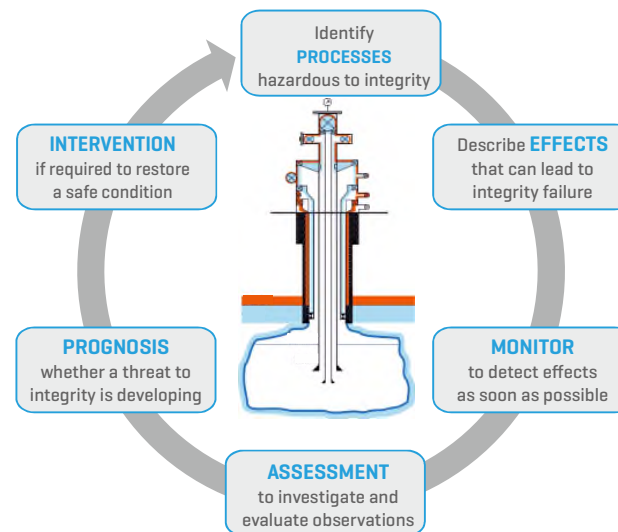 Identify
PROCESSES
hazardous to integrity
Describe EFFECTS
that can lead to
integrity failure
MONITOR
to detect effects
as soon as possible
ASSESSMENT
to investigate and
evaluate observations
PROGNOSIS
whether a threat to
integrity is developing
INTERVENTION
if required to restore
a safe condition